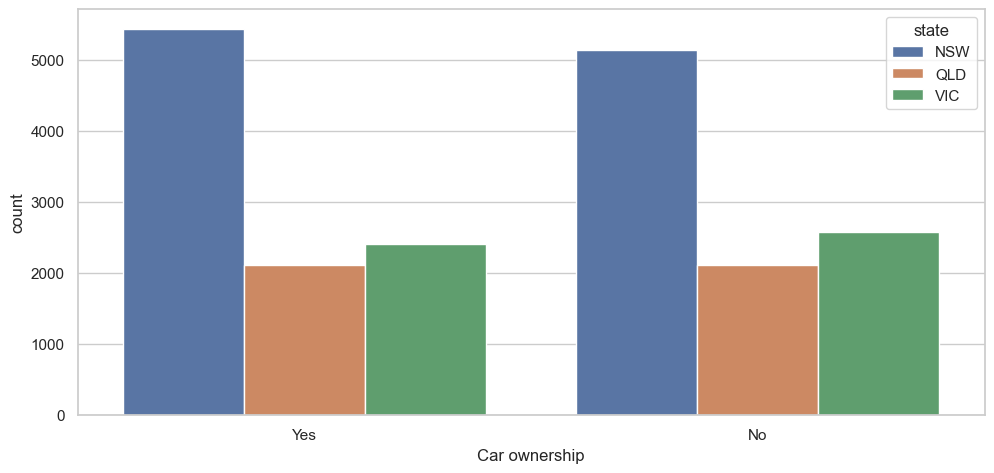 state
NSW
QLD
VIC
5000
4000
3000
2000
1000
0
count
Yes
No
Car ownership